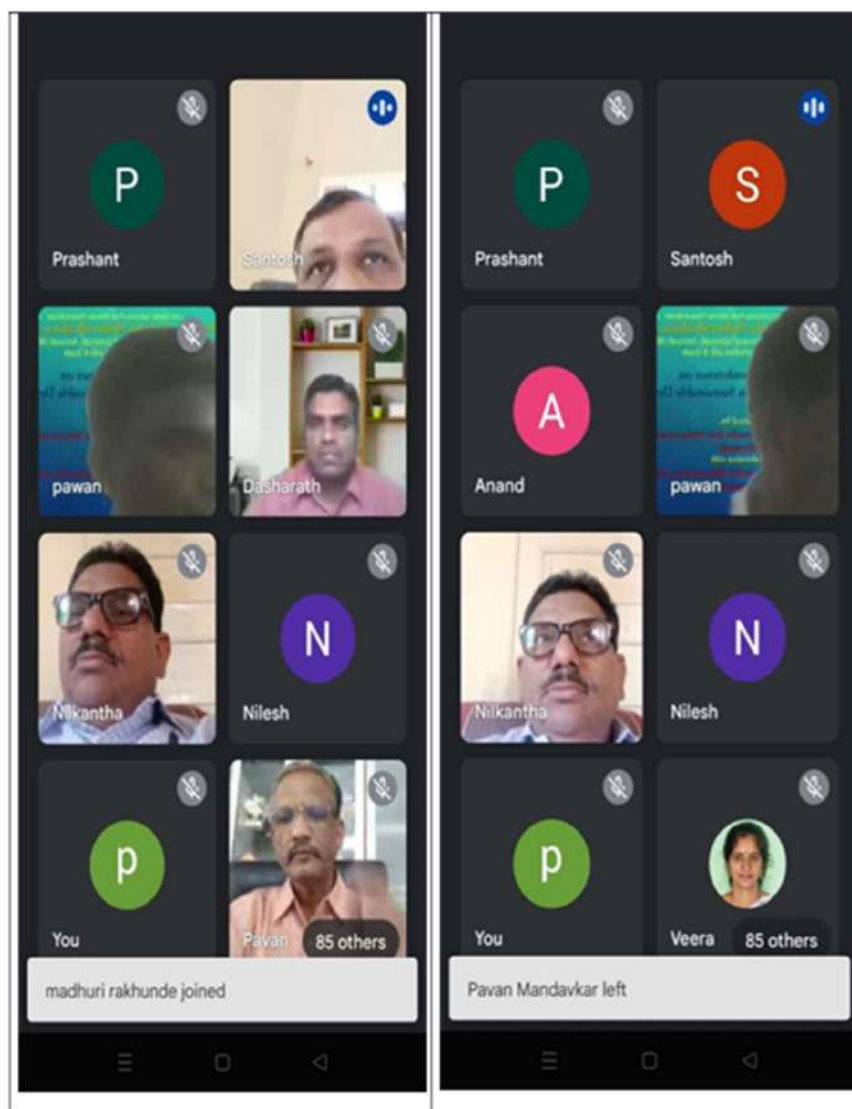 P
Prashant
Santosh
pawan
Dasharath
Nilkantha
N
Nilesh
p
You
Pavan
85 others
madhuri rakhunde joined
P
Prashant
S
Santosh
A
Anand
pawan
Nilkantha
N
Nilesh
p
You
Veera
85 others
Pavan Mandavkar left